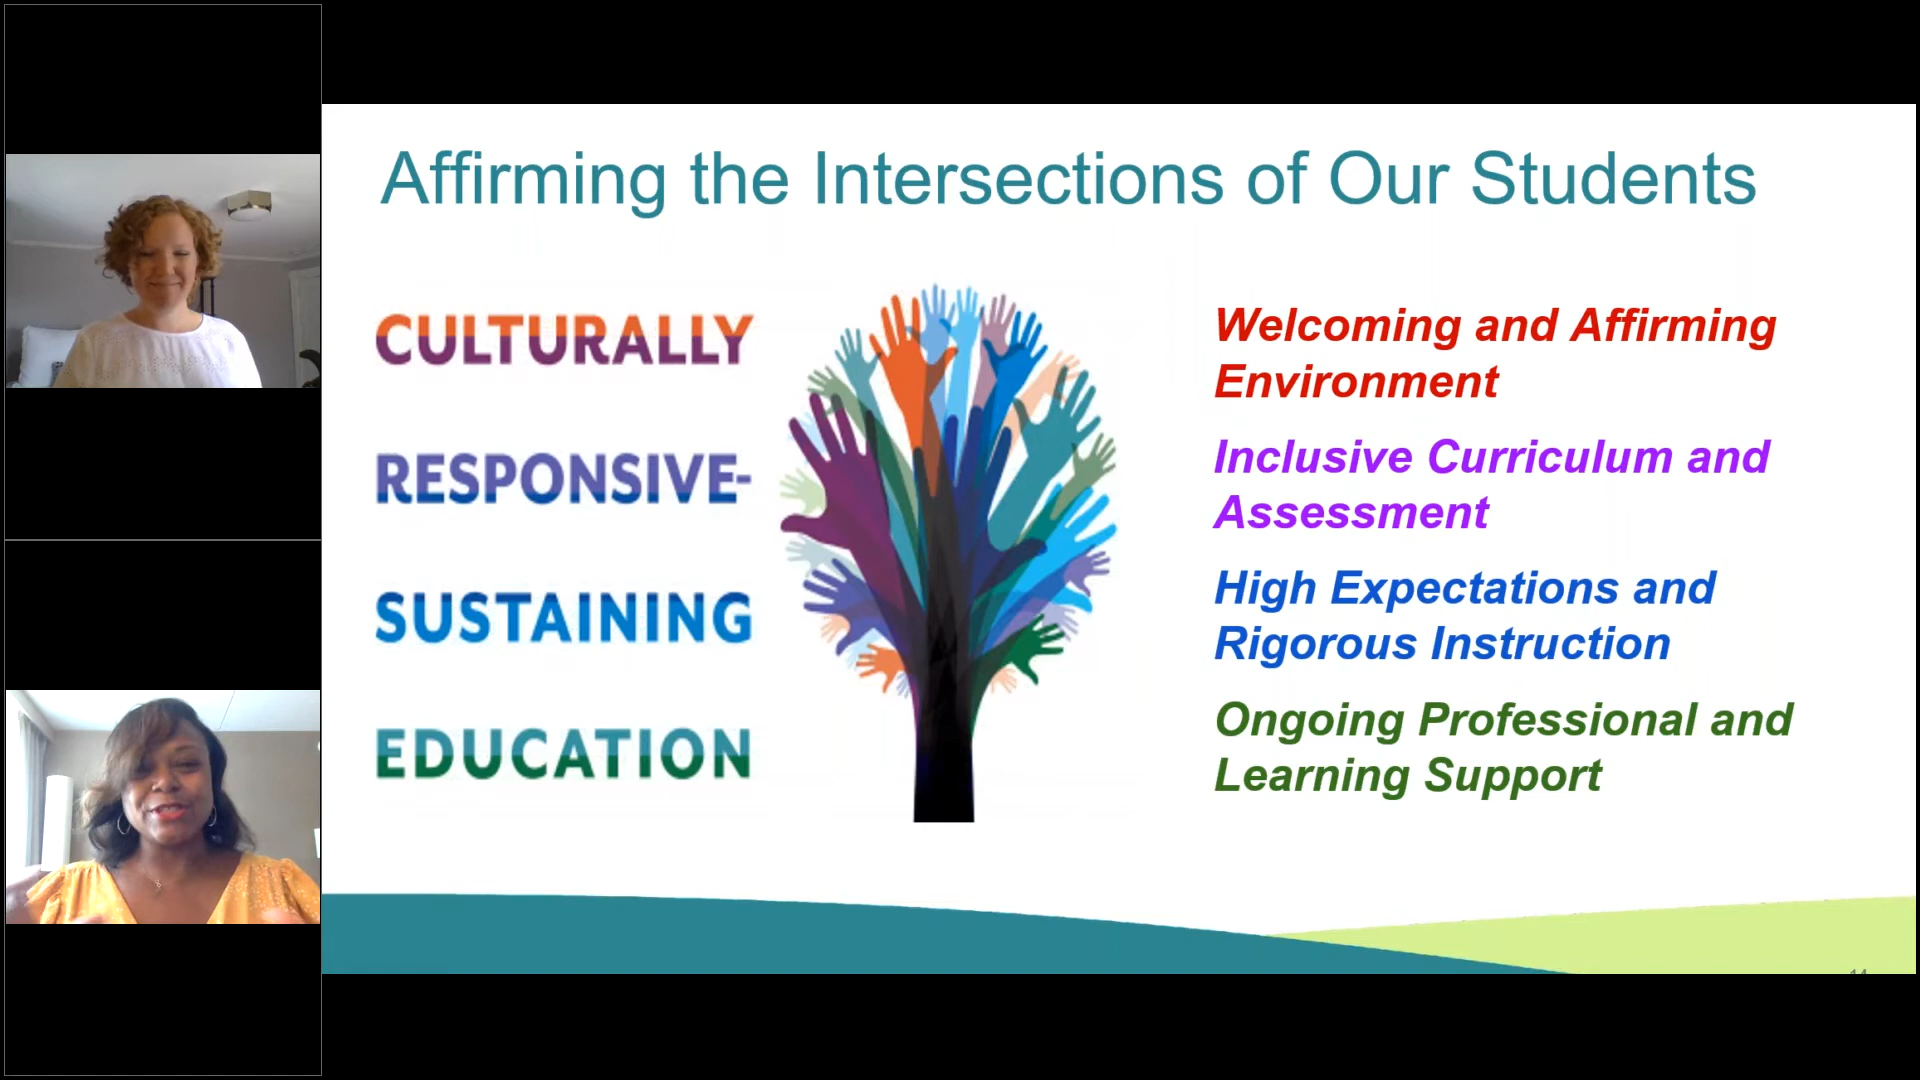 Affirming the Intersections of Our Students
CULTURALLY
RESPONSIVE-
SUSTAINING
EDUCATION
Welcoming and Affirming
Environment
Inclusive Curriculum and
Assessment
High Expectations and
Rigorous Instruction
Ongoing Professional and
Learning Support